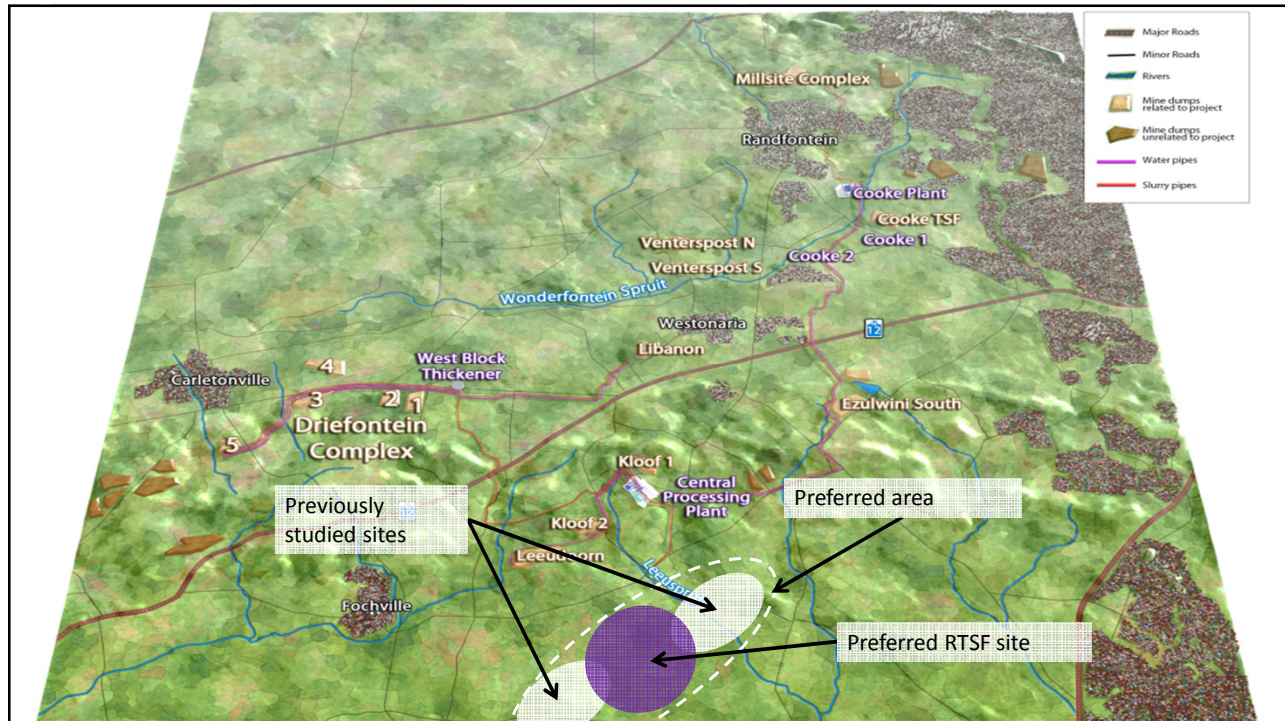 Major Roads
Minor Roads
Rivers
Mine dumps
related to project
Mine dumps
unrelated to project
Water pipes
Slurry pipes
Millsite Complex
Randfontein
Cooke Plant
Cooke TSF
Cooke 1
Cooke 2
Venterspost N
Venterspost S
Wonderfontein Spruit
Westonaria
12
Libanon
West Block
Thickener
Carletonville
4
3
2
1
5
Driefontein
Complex
Ezulwini South
Kloof 1
Central
Processing
Plant
Preferred area
Previously
studied sites
12
Kloof 2
Leeudoorn
Fochville
Preferred RTSF site